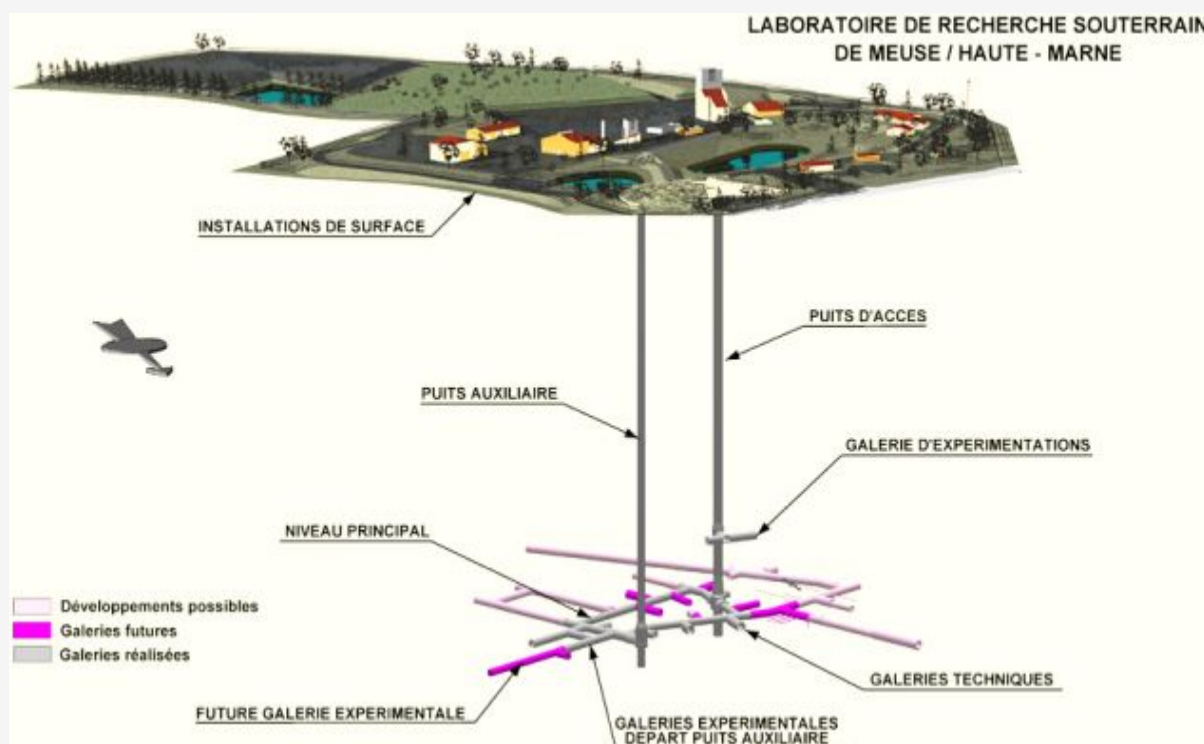 LABORATOIRE DE RECHERCHE SOUTERRAIN
DE MEUSE / HAUTE - MARNE
INSTALLATIONS DE SURFACE
PUITS D'ACCES
PUITS AUXILIAIRE
GALERIE D'EXPERIMENTATIONS
NIVEAU PRINCIPAL
Développements possibles
Galeries futures
Galeries réalisées
GALERIES TECHNIQUES
FUTURE GALERIE EXPERIMENTALE
GALERIES EXPERIMENTALES
DEPART PUITS AUXILIAIRE